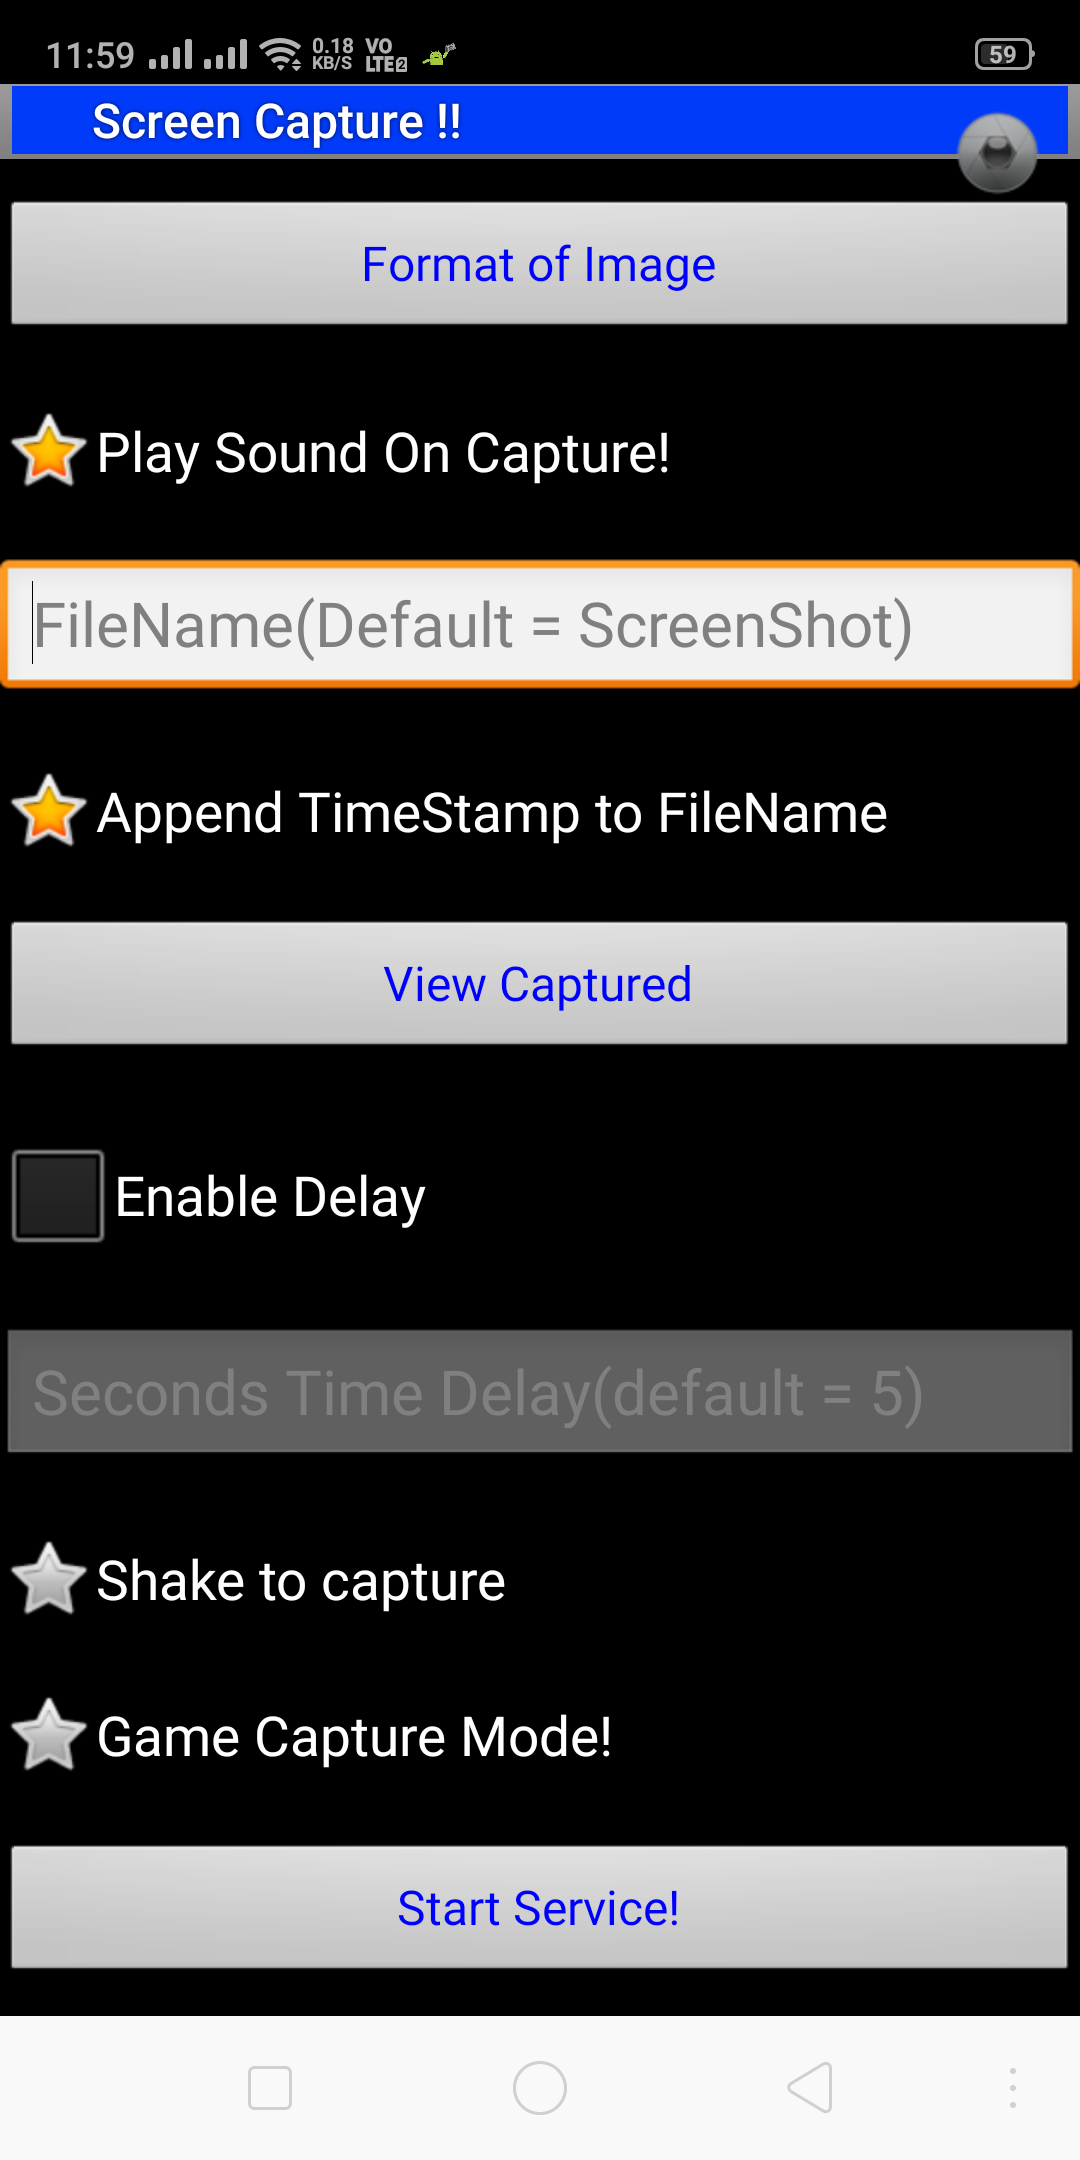 11:59 0.18 KB/S VO LTE2 59
Screen Capture !!
Format of Image
Play Sound On Capture!
FileName(Default = ScreenShot)
Append TimeStamp to FileName
View Captured
Enable Delay
Seconds Time Delay(default = 5)
Shake to capture
Game Capture Mode!
Start Service!